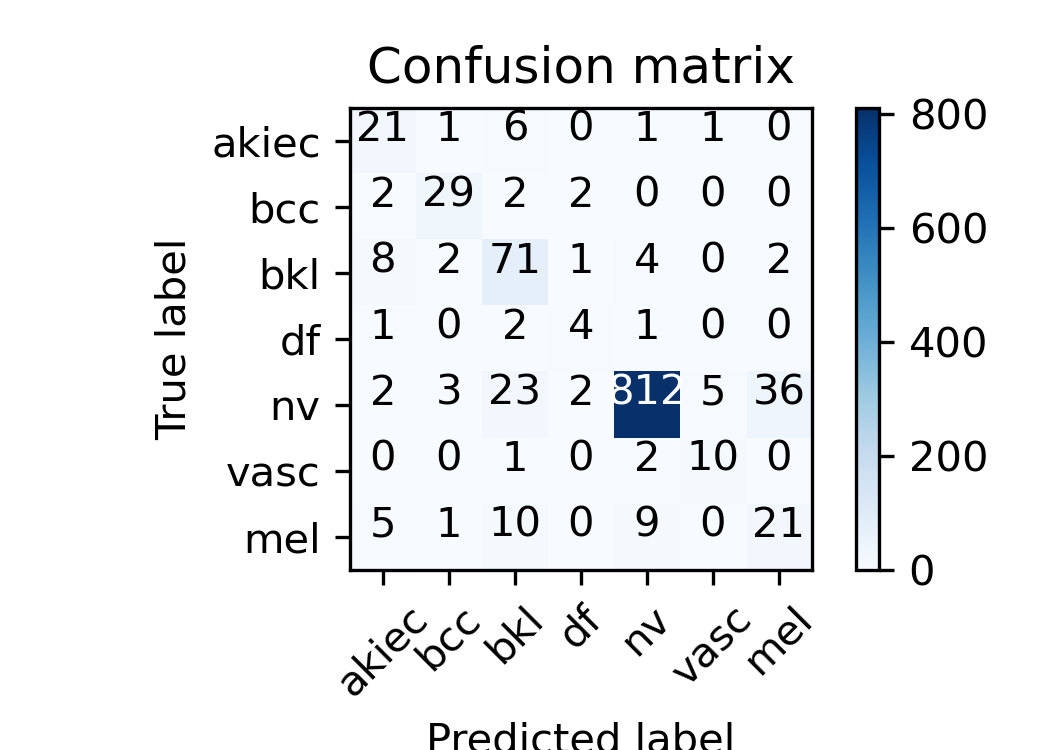 Confusion matrix
akiec 21 1 6 0 1 1 0
bcc 2 29 2 2 0 0 0
bkl 8 2 71 1 4 0 2
df 1 0 2 4 1 0 0
nv 2 3 23 2 812 5 36
vasc 0 0 1 0 2 10 0
mel 5 1 10 0 9 0 21
akiec bcc bkl df nv vasc mel
True label
Predicted label
800
600
400
200
0